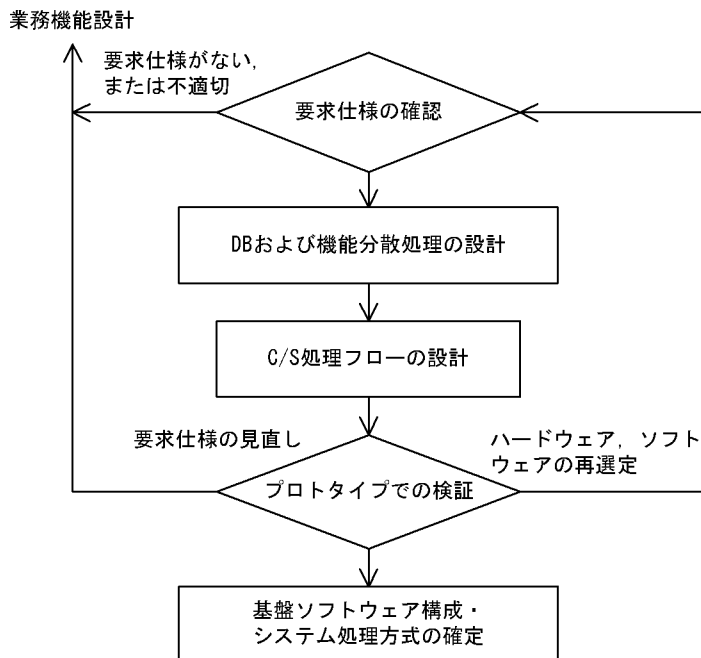 業務機能設計
要求仕様がない,
または不適切
要求仕様の確認
DBおよび機能分散処理の設計
C/S処理フローの設計
要求仕様の見直し
ハードウェア, ソフト
ウェアの再選定
プロトタイプでの検証
基盤ソフトウェア構成・
システム処理方式の確定